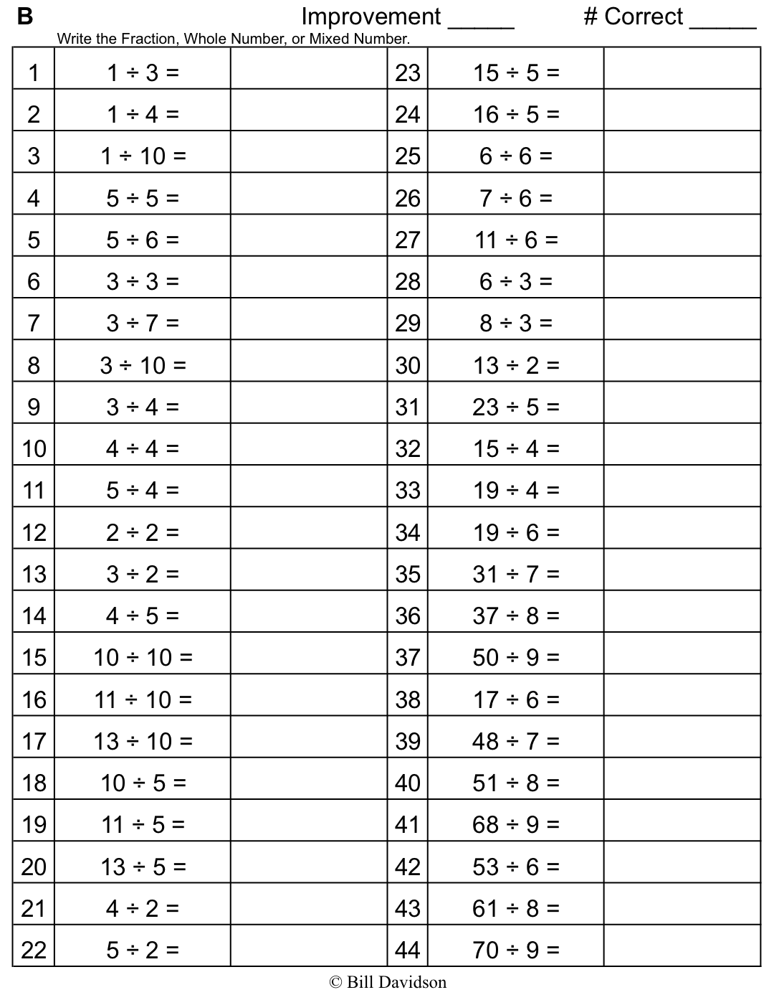 B Improvement _____ # Correct _____
Write the Fraction, Whole Number, or Mixed Number.
1 1 ÷ 3 = 23 15 ÷ 5 =
2 1 ÷ 4 = 24 16 ÷ 5 =
3 1 ÷ 10 = 25 6 ÷ 6 =
4 5 ÷ 5 = 26 7 ÷ 6 =
5 5 ÷ 6 = 27 11 ÷ 6 =
6 3 ÷ 3 = 28 6 ÷ 3 =
7 3 ÷ 7 = 29 8 ÷ 3 =
8 3 ÷ 10 = 30 13 ÷ 2 =
9 3 ÷ 4 = 31 23 ÷ 5 =
10 4 ÷ 4 = 32 15 ÷ 4 =
11 5 ÷ 4 = 33 19 ÷ 4 =
12 2 ÷ 2 = 34 19 ÷ 6 =
13 3 ÷ 2 = 35 31 ÷ 7 =
14 4 ÷ 5 = 36 37 ÷ 8 =
15 10 ÷ 10 = 37 50 ÷ 9 =
16 11 ÷ 10 = 38 17 ÷ 6 =
17 13 ÷ 10 = 39 48 ÷ 7 =
18 10 ÷ 5 = 40 51 ÷ 8 =
19 11 ÷ 5 = 41 68 ÷ 9 =
20 13 ÷ 5 = 42 53 ÷ 6 =
21 4 ÷ 2 = 43 61 ÷ 8 =
22 5 ÷ 2 = 44 70 ÷ 9 =
© Bill Davidson